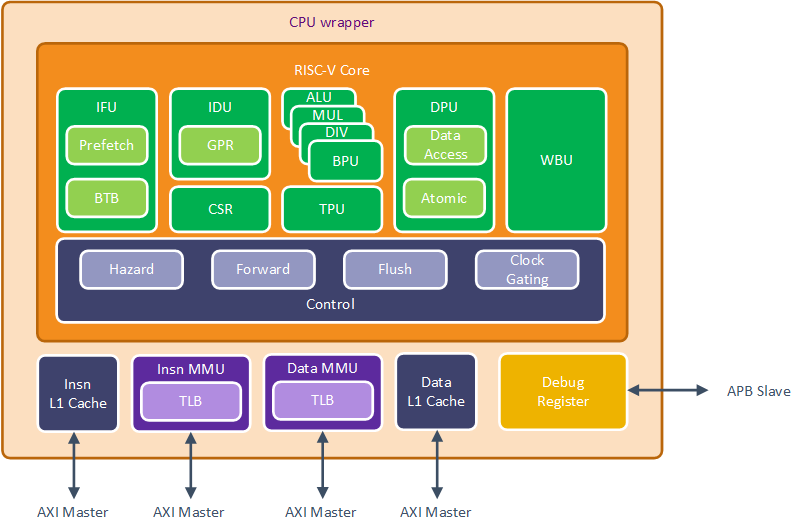 CPU wrapper
RISC-V Core
IFU
Prefetch
BTB
IDU
GPR
CSR
ALU
MUL
DIV
BPU
TPU
DPU
Data
Access
Atomic
WBU
Hazard
Forward
Flush
Clock
Gating
Control
Insn
L1 Cache
Insn MMU
TLB
Data MMU
TLB
Data
L1 Cache
Debug
Register
APB Slave
AXI Master
AXI Master
AXI Master
AXI Master